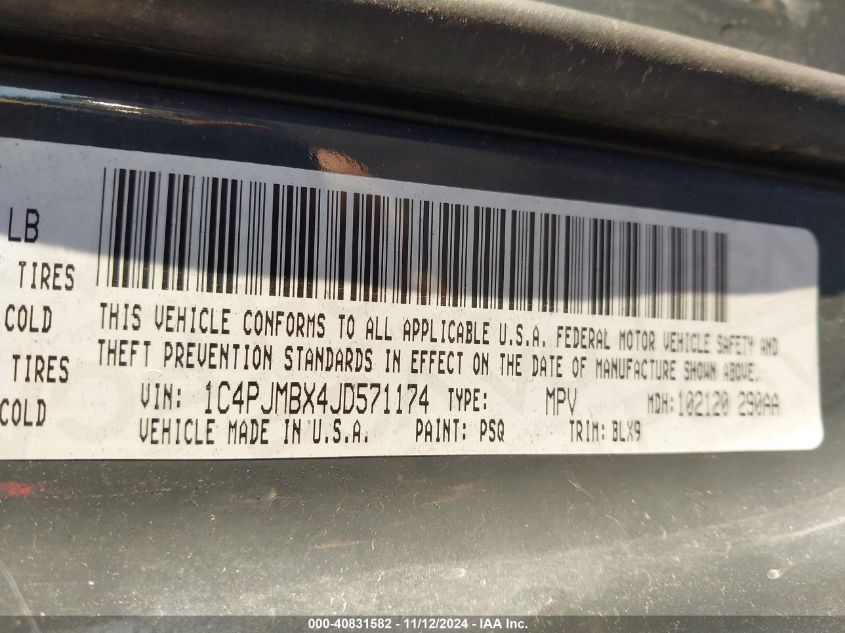 LB
TIRES
COLD
TIRES
COLD
THIS VEHICLE CONFORMS TO ALL APPLICABLE U.S.A. FEDERAL MOTOR VEHICLE SAFETY AND
THEFT PREVENTION STANDARDS IN EFFECT ON THE DATE OF MANUFACTURE SHOWN ABOVE.
VIN: 1C4PJMBX4JD571174 TYPE: MPV MDH: 102120 290AA
VEHICLE MADE IN U.S.A. PAINT: PSQ TRIM: BLX9
000-40831582 - 11/12/2024 - IAA Inc.